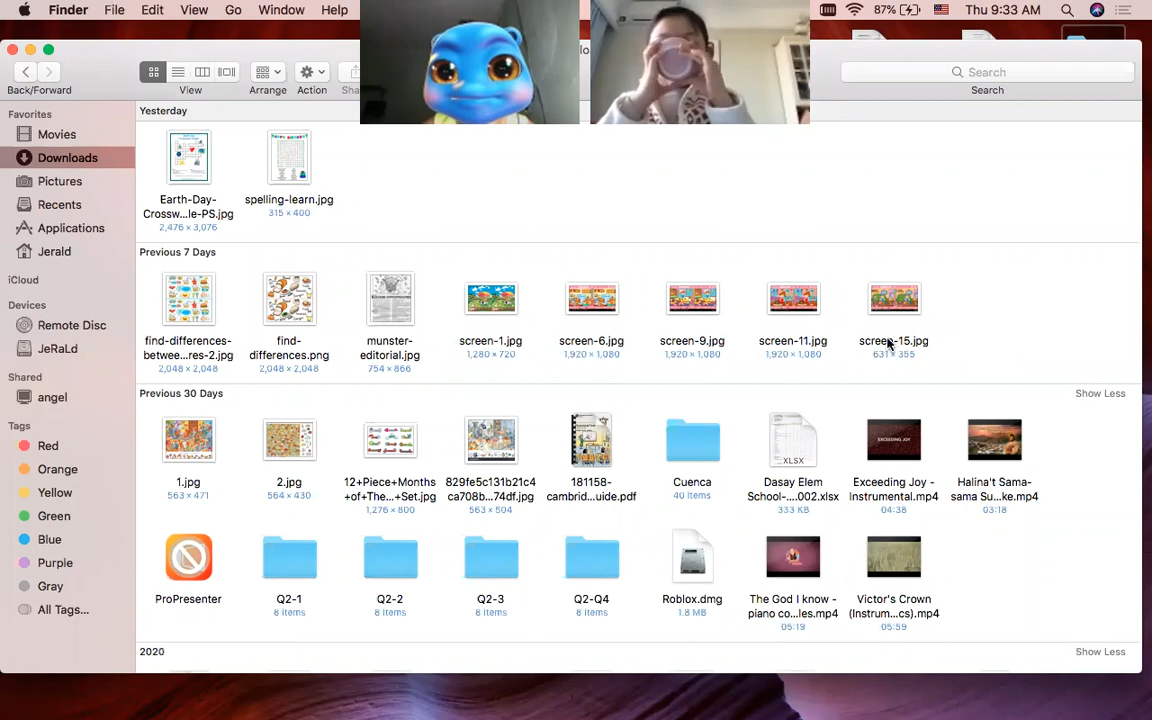 Finder File Edit View Go Window Help
87% Thu 9:33 AM
Back/Forward View Arrange Action
Search
Search
Favorites
Movies
Downloads
Pictures
Recents
Applications
Jerald
iCloud
Devices
Remote Disc
JeRaLd
Shared
angel
Tags
Red
Orange
Yellow
Green
Blue
Purple
Gray
All Tags...
Yesterday
Earth-Day-
Crossw...le-PS.jpg
2,476 × 3,076
spelling-learn.jpg
315 × 400
Previous 7 Days
find-differences-
betwee...res-2.jpg
2,048 × 2,048
find-
differences.png
2,048 × 2,048
munster-
editorial.jpg
754 × 866
screen-1.jpg
1,280 × 720
screen-6.jpg
1,920 × 1,080
screen-9.jpg
1,920 × 1,080
screen-11.jpg
1,920 × 1,080
screen-15.jpg
631 × 355
Previous 30 Days Show Less
1.jpg
563 × 471
2.jpg
564 × 430
12+Piece+Months
+of+The...+Set.jpg
1,276 × 800
829fe5c131b21c4
ca708b...74df.jpg
563 × 504
181158-
cambrid...uide.pdf
Cuenca
40 items
XLSX
Dasay Elem
School-....002.xlsx
333 KB
EXCEEDING JOY
Exceeding Joy -
Instrumental.mp4
04:38
Halina't Sama-
sama Su...ke.mp4
03:18
ProPresenter
Q2-1
8 items
Q2-2
8 items
Q2-3
8 items
Q2-Q4
8 items
Roblox.dmg
1.8 MB
The God I know -
piano co...les.mp4
05:19
Victor's Crown
(Instrum...cs).mp4
05:59
2020 Show Less